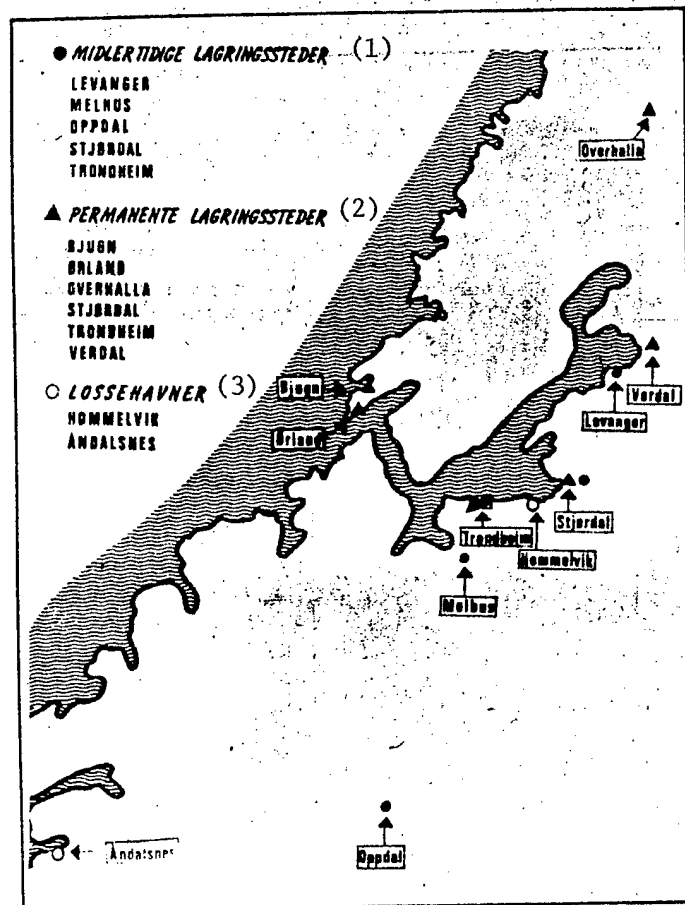 ● MIDLERTIDIGE LAGRINGSSTEDER (1)
LEVANGER
MELHUS
OPPDAL
STJØRDAL
TRONDHEIM
▲ PERMANENTE LAGRINGSSTEDER (2)
BJUGN
ØRLAND
OVERHALLA
STJØRDAL
TRONDHEIM
VERDAL
○ LOSSEHAVNER (3)
HOMMELVIK
ÅNDALSNES
Overhalla
Bjugn
Ørland
Verdal
Levanger
Stjørdal
Trondheim
Hommelvik
Melhus
Oppdal
Åndalsnes